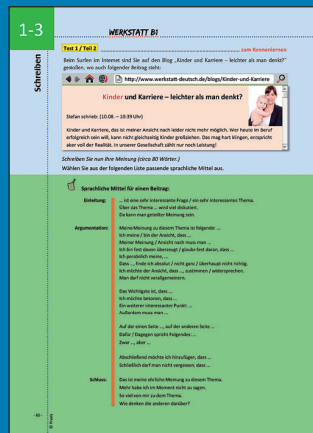 1-3
WERKSTATT B1
Schreiben
Test 1 / Teil 2
zum Kennenlernen
Beim Surfen im Internet sind Sie auf den Blog „Kinder und Karriere – leichter als man denkt?"
gestoßen, wo auch folgender Beitrag steht:
http://www.werkstatt-deutsch.de/blogs/Kinder-und-Karriere
Kinder und Karriere – leichter als man denkt?
Stefan schrieb: (10.08. – 10:39 Uhr)
Kinder und Karriere, das ist meiner Ansicht nach leider nicht mehr möglich. Wer heute im Beruf
erfolgreich sein will, kann nicht gleichzeitig Kinder großziehen. Das mag hart klingen, entspricht
aber voll der Realität. In unserer Gesellschaft zählt nur noch Leistung!
Schreiben Sie nun Ihre Meinung (circa 80 Wörter.)
Wählen Sie aus der folgenden Liste passende sprachliche Mittel aus.
Sprachliche Mittel für einen Beitrag:
Einleitung: ... ist eine sehr interessante Frage / ein sehr interessantes Thema.
Über das Thema ... wird viel diskutiert.
Da kann man geteilter Meinung sein.
Argumentation: Meine Meinung zu diesem Thema ist folgende: ...
Ich meine / bin der Ansicht, dass ...
Meiner Meinung / Ansicht nach muss man ...
Ich bin fest davon überzeugt / glaube fest daran, dass ...
Ich persönlich meine, ...
Dass ..., finde ich absolut / nicht ganz / überhaupt nicht richtig.
Ich möchte der Ansicht, dass ..., zustimmen / widersprechen.
Man darf nicht verallgemeinern.
Das Wichtigste ist, dass ...
Ich möchte betonen, dass ...
Ein weiterer interessanter Punkt: ...
Außerdem muss man ...
Auf der einen Seite ..., auf der anderen Seite ...
Dafür / Dagegen spricht Folgendes: ...
Zwar ..., aber ...
Abschließend möchte ich hinzufügen, dass ...
Schließlich darf man nicht vergessen, dass ...
Schluss: Das ist meine ehrliche Meinung zu diesem Thema.
Mehr habe ich im Moment nicht zu sagen.
So viel von mir zu dem Thema.
Wie denken die anderen darüber?